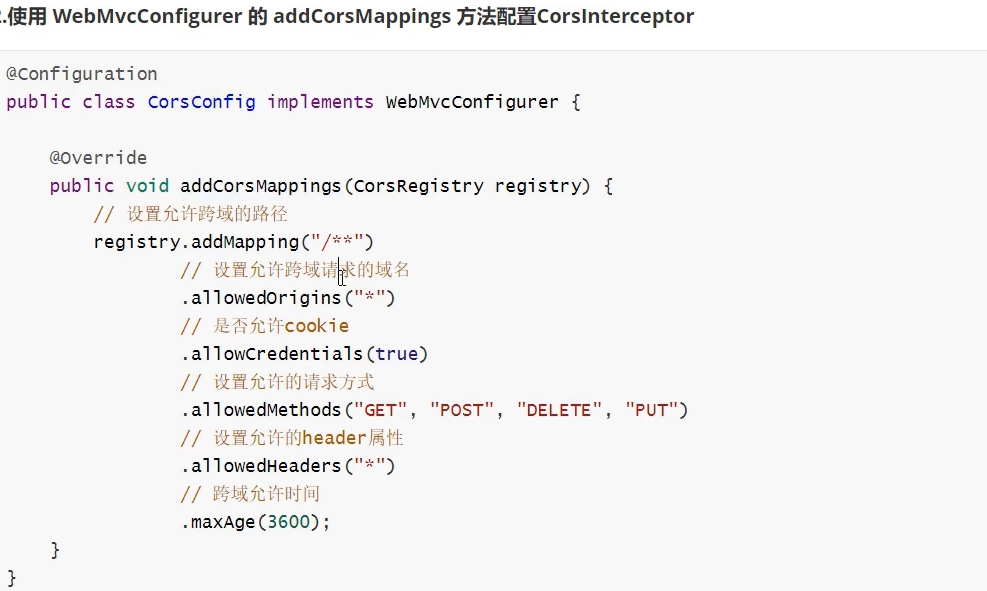 2.使用 WebMvcConfigurer 的 addCorsMappings 方法配置CorsInterceptor
@Configuration
public class CorsConfig implements WebMvcConfigurer {
@Override
public void addCorsMappings(CorsRegistry registry) {
// 设置允许跨域的路径
registry.addMapping("/**")
// 设置允许跨域请求的域名
.allowedOrigins("*")
// 是否允许cookie
.allowCredentials(true)
// 设置允许的请求方式
.allowedMethods("GET", "POST", "DELETE", "PUT")
// 设置允许的header属性
.allowedHeaders("*")
// 跨域允许时间
.maxAge(3600);
}
}